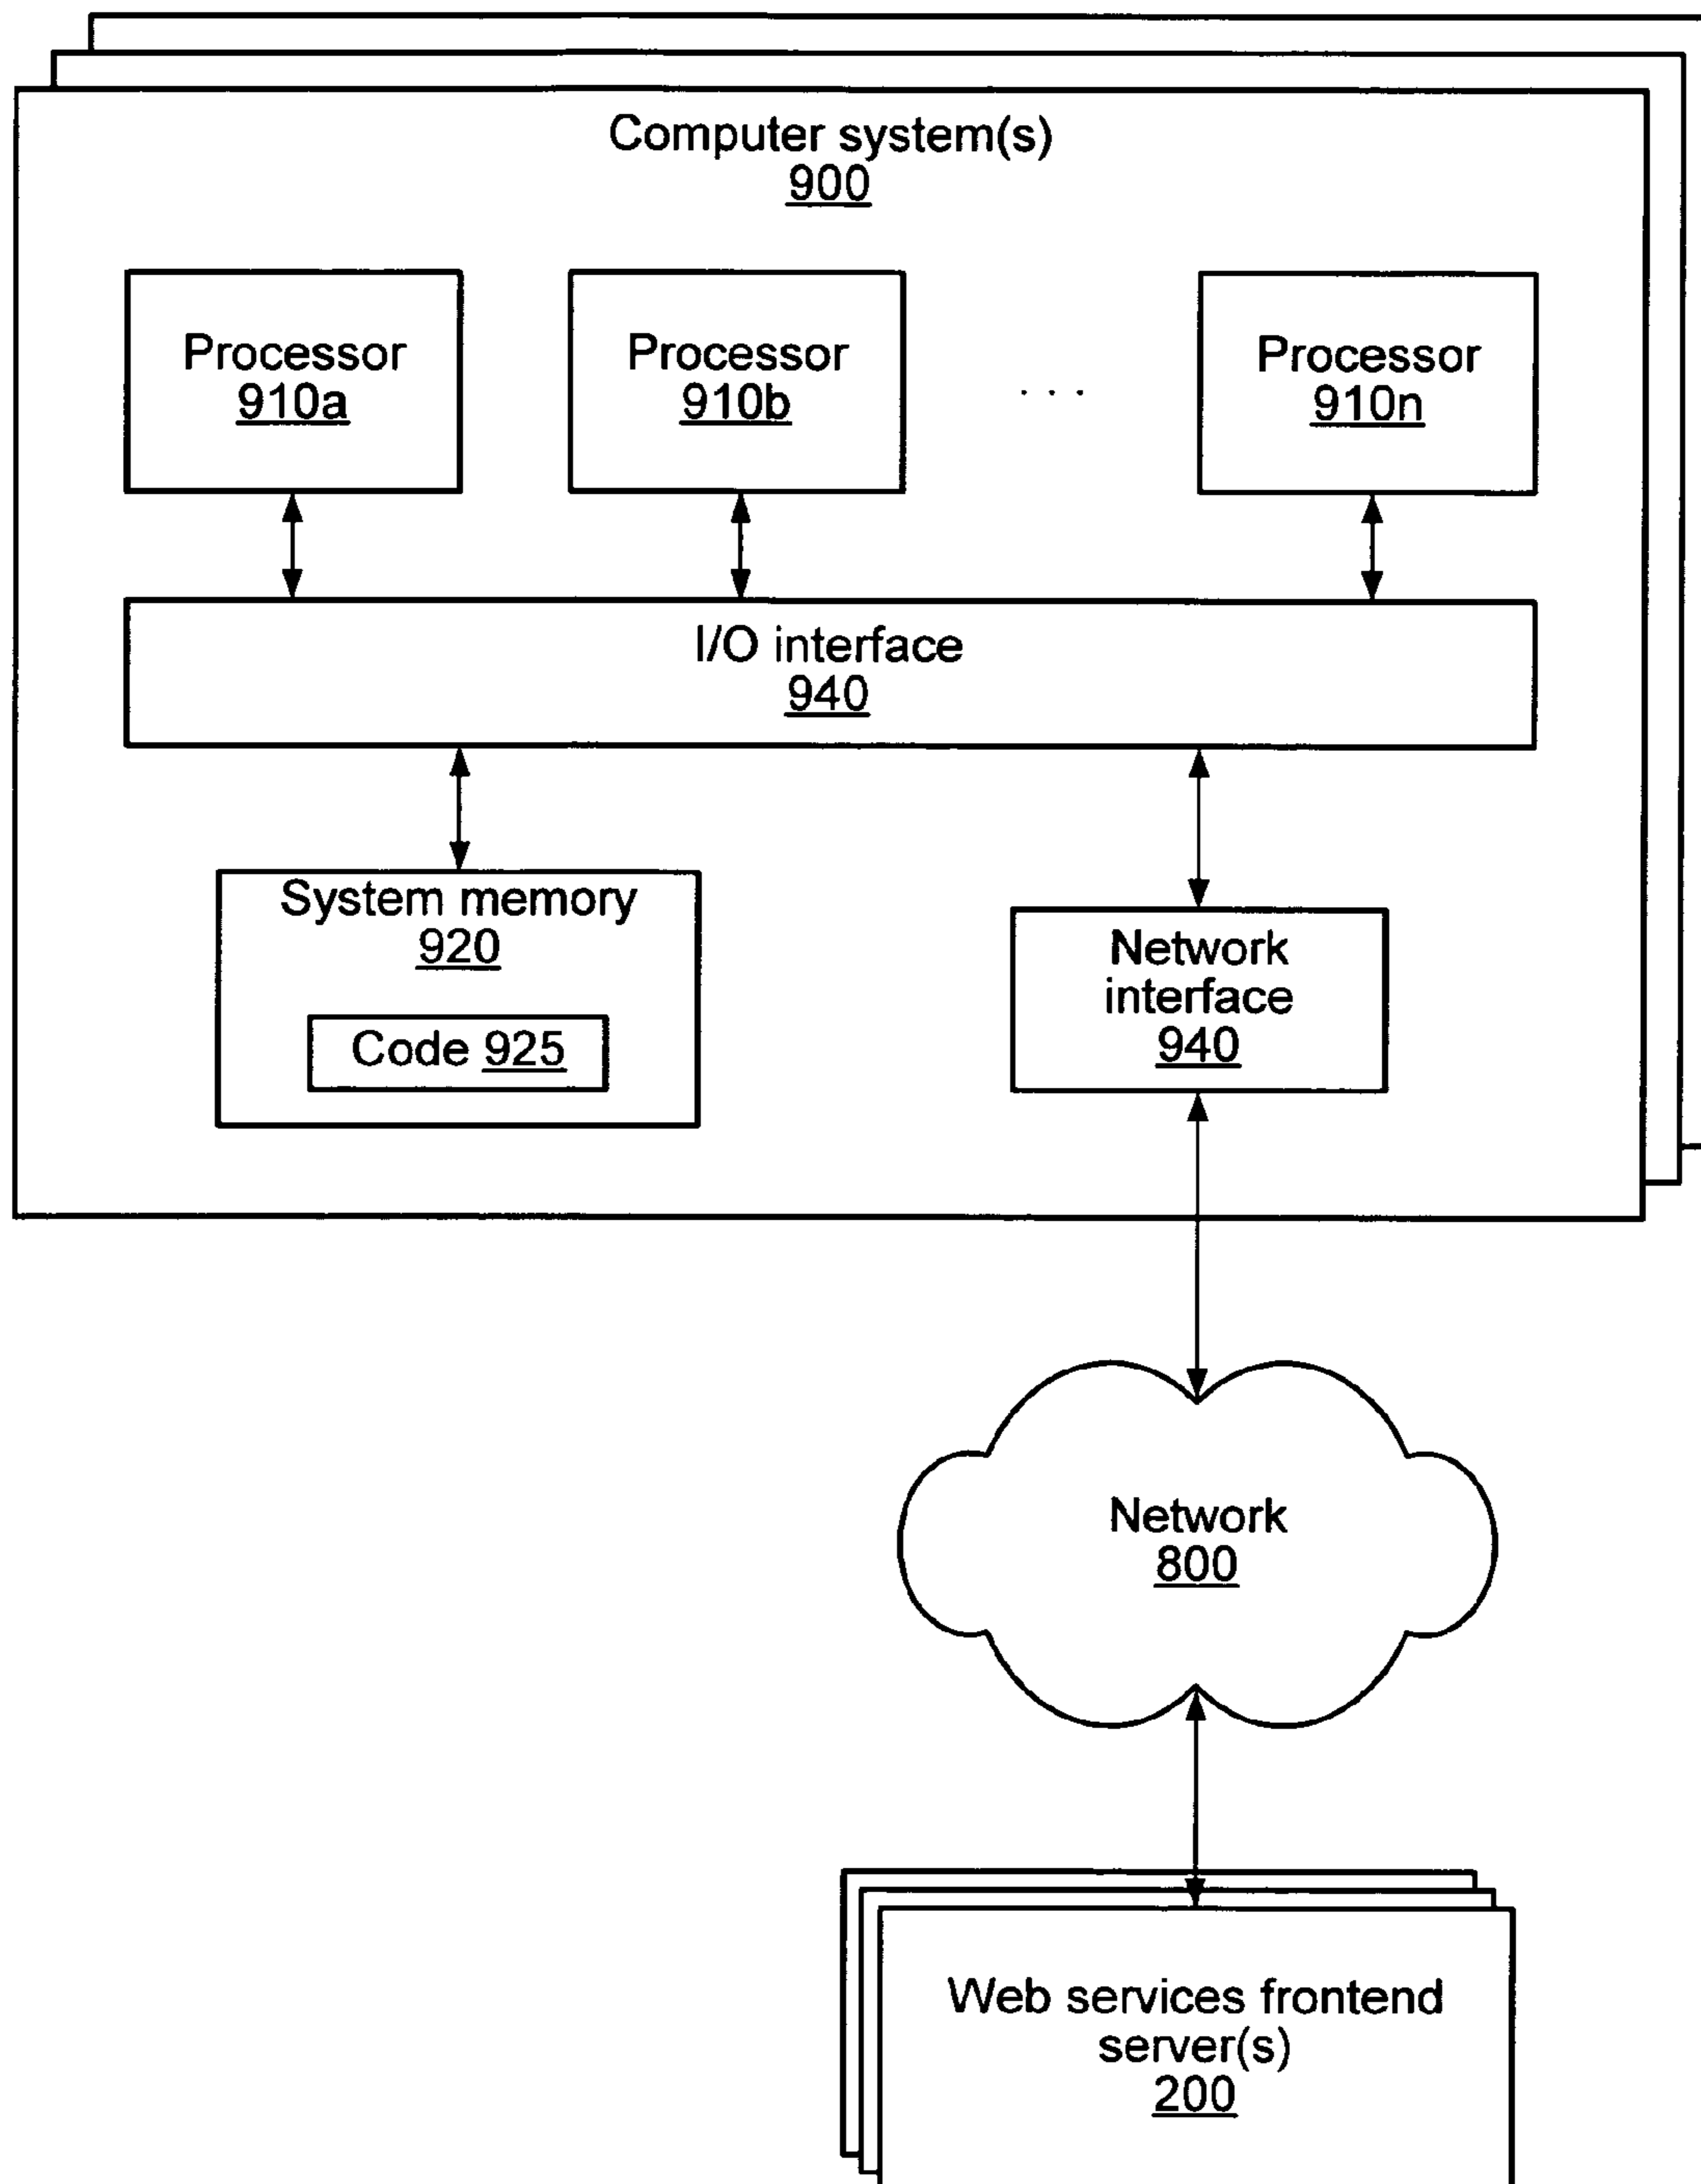 Computer system(s)
900
Processor
910a
Processor
910b
. . .
Processor
910n
I/O interface
940
System memory
920
Code 925
Network
interface
940
Network
800
Web services frontend
server(s)
200